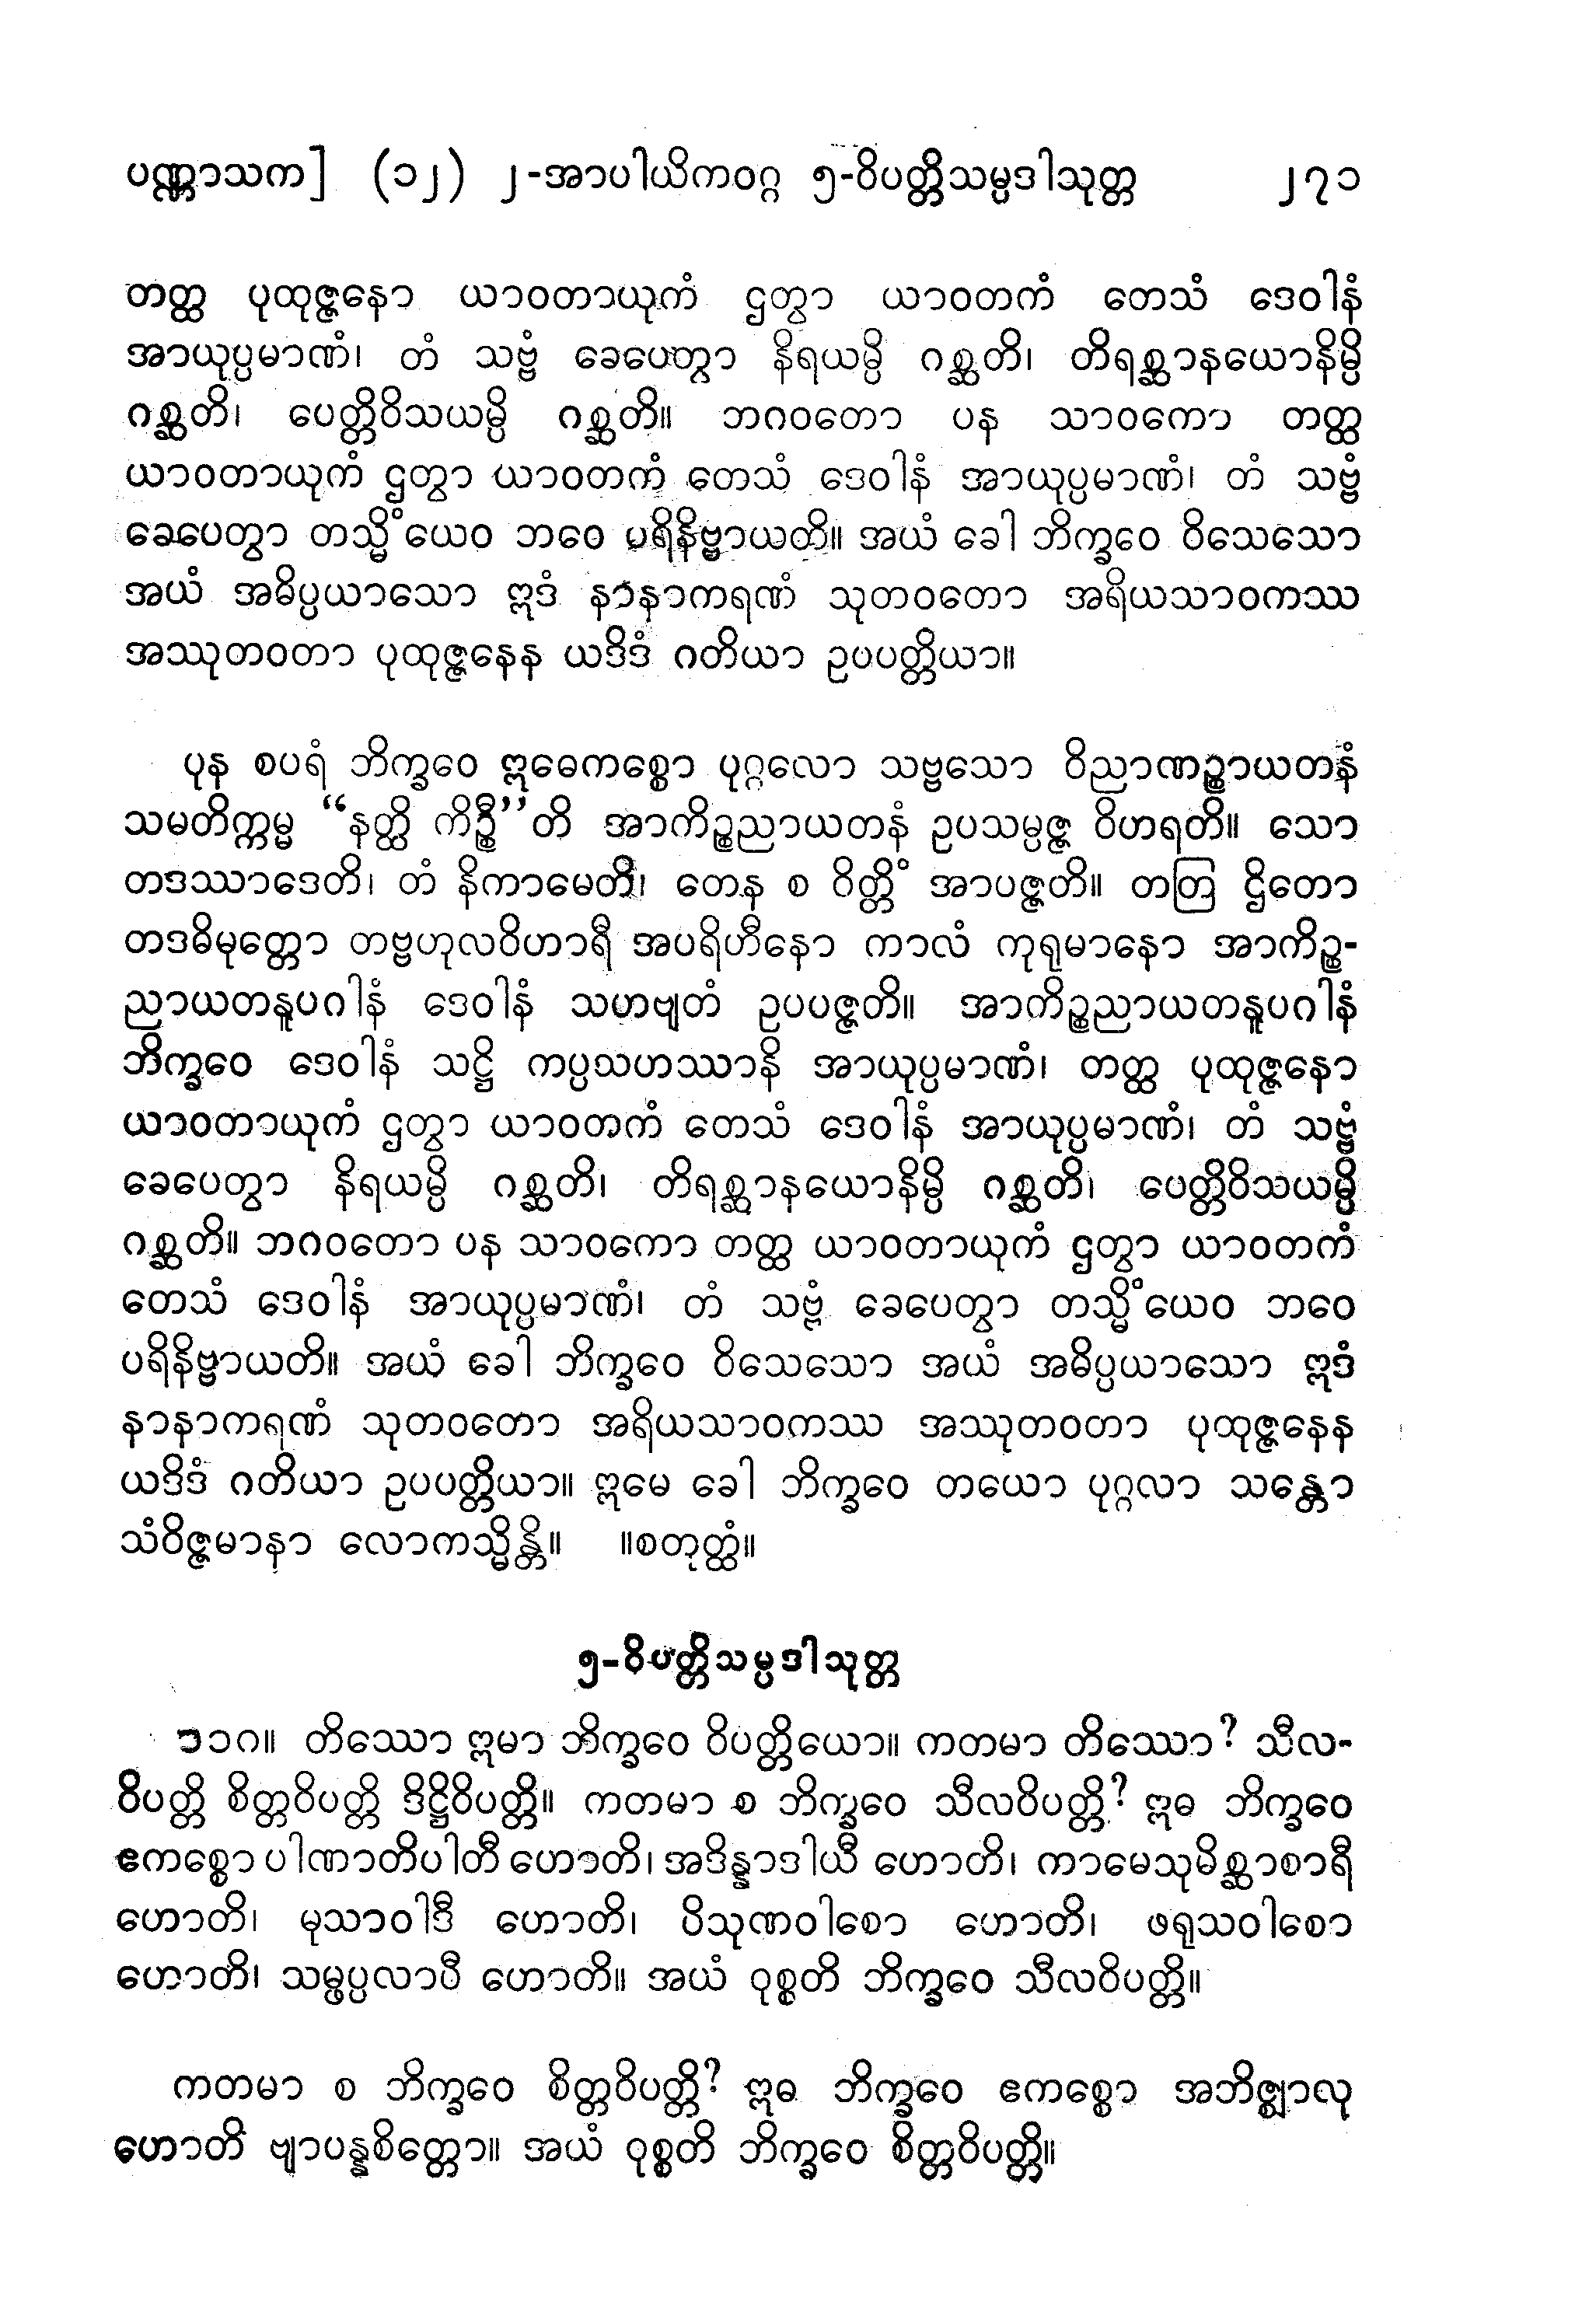 ပဏ္ဏာသက] (၁၂) ၂-အာပါယိကဝဂ္ဂ ၅-ဝိပတ္တိသမ္ပဒါသုတ္တ ၂၇၁
တတ္ထ ပုထုဇ္ဇနော ယာဝတာယုကံ ဌတွာ ယာဝတကံ တေသံ ဒေဝါနံ
အာယုပ္ပမာဏံ၊ တံ သဗ္ဗံ ခေပေတွာ နိရယမ္ပိ ဂစ္ဆတိ၊ တိရစ္ဆာနယောနိမ္ပိ
ဂစ္ဆတိ၊ ပေတ္တိဝိသယမ္ပိ ဂစ္ဆတိ။ ဘဂဝတော ပန သာဝကော တတ္ထ
ယာဝတာယုကံ ဌတွာ ယာဝတကံ တေသံ ဒေဝါနံ အာယုပ္ပမာဏံ၊ တံ သဗ္ဗံ
ခေပေတွာ တသ္မိံယေဝ ဘဝေ ပရိနိဗ္ဗာယတိ။ အယံ ခေါ ဘိက္ခဝေ ဝိသေသော
အယံ အဓိပ္ပယာသော ဣဒံ နာနာကရဏံ သုတဝတော အရိယသာဝကဿ
အဿုတဝတာ ပုထုဇ္ဇနေန ယဒိဒံ ဂတိယာ ဥပပတ္တိယာ။
ပုန စပရံ ဘိက္ခဝေ ဣဓေကစ္စော ပုဂ္ဂလော သဗ္ဗသော ဝိညာဏဉ္စာယတနံ
သမတိက္ကမ္မ “နတ္ထိ ကိဉ္စီ”တိ အာကိဉ္စညာယတနံ ဥပသမ္ပဇ္ဇ ဝိဟရတိ။ သော
တဒဿာဒေတိ၊ တံ နိကာမေတိ၊ တေန စ ဝိတ္တိံ အာပဇ္ဇတိ။ တတြ ဌိတော
တဒဓိမုတ္တော တဗ္ဗဟုလဝိဟာရီ အပရိဟီနော ကာလံ ကုရုမာနော အာကိဉ္စ-
ညာယတနူပဂါနံ ဒေဝါနံ သဟဗျတံ ဥပပဇ္ဇတိ။ အာကိဉ္စညာယတနူပဂါနံ
ဘိက္ခဝေ ဒေဝါနံ သဋ္ဌိ ကပ္ပသဟဿာနိ အာယုပ္ပမာဏံ၊ တတ္ထ ပုထုဇ္ဇနော
ယာဝတာယုကံ ဌတွာ ယာဝတကံ တေသံ ဒေဝါနံ အာယုပ္ပမာဏံ၊ တံ သဗ္ဗံ
ခေပေတွာ နိရယမ္ပိ ဂစ္ဆတိ၊ တိရစ္ဆာနယောနိမ္ပိ ဂစ္ဆတိ၊ ပေတ္တိဝိသယမ္ပိ
ဂစ္ဆတိ။ ဘဂဝတော ပန သာဝကော တတ္ထ ယာဝတာယုကံ ဌတွာ ယာဝတကံ
တေသံ ဒေဝါနံ အာယုပ္ပမာဏံ၊ တံ သဗ္ဗံ ခေပေတွာ တသ္မိံယေဝ ဘဝေ
ပရိနိဗ္ဗာယတိ။ အယံ ခေါ ဘိက္ခဝေ ဝိသေသော အယံ အဓိပ္ပယာသော ဣဒံ
နာနာကရဏံ သုတဝတော အရိယသာဝကဿ အဿုတဝတာ ပုထုဇ္ဇနေန
ယဒိဒံ ဂတိယာ ဥပပတ္တိယာ။ ဣမေ ခေါ ဘိက္ခဝေ တယော ပုဂ္ဂလာ သန္တော
သံဝိဇ္ဇမာနာ လောကသ္မိန္တိ။ ။စတုတ္ထံ။
၅-ဝိပတ္တိသမ္ပဒါသုတ္တ
၁၁၇။ တိဿော ဣမာ ဘိက္ခဝေ ဝိပတ္တိယော။ ကတမာ တိဿော? သီလ-
ဝိပတ္တိ စိတ္တဝိပတ္တိ ဒိဋ္ဌိဝိပတ္တိ။ ကတမာ စ ဘိက္ခဝေ သီလဝိပတ္တိ? ဣဓ ဘိက္ခဝေ
ဧကစ္စော ပါဏာတိပါတီ ဟောတိ၊ အဒိန္နာဒါယီ ဟောတိ၊ ကာမေသုမိစ္ဆာစာရီ
ဟောတိ၊ မုသာဝါဒီ ဟောတိ၊ ပိသုဏဝါစော ဟောတိ၊ ဖရုသဝါစော
ဟောတိ၊ သမ္ဖပ္ပလာပီ ဟောတိ။ အယံ ဝုစ္စတိ ဘိက္ခဝေ သီလဝိပတ္တိ။
ကတမာ စ ဘိက္ခဝေ စိတ္တဝိပတ္တိ? ဣဓ ဘိက္ခဝေ ဧကစ္စော အဘိဇ္ဈာလု
ဟောတိ ဗျာပန္နစိတ္တော။ အယံ ဝုစ္စတိ ဘိက္ခဝေ စိတ္တဝိပတ္တိ။